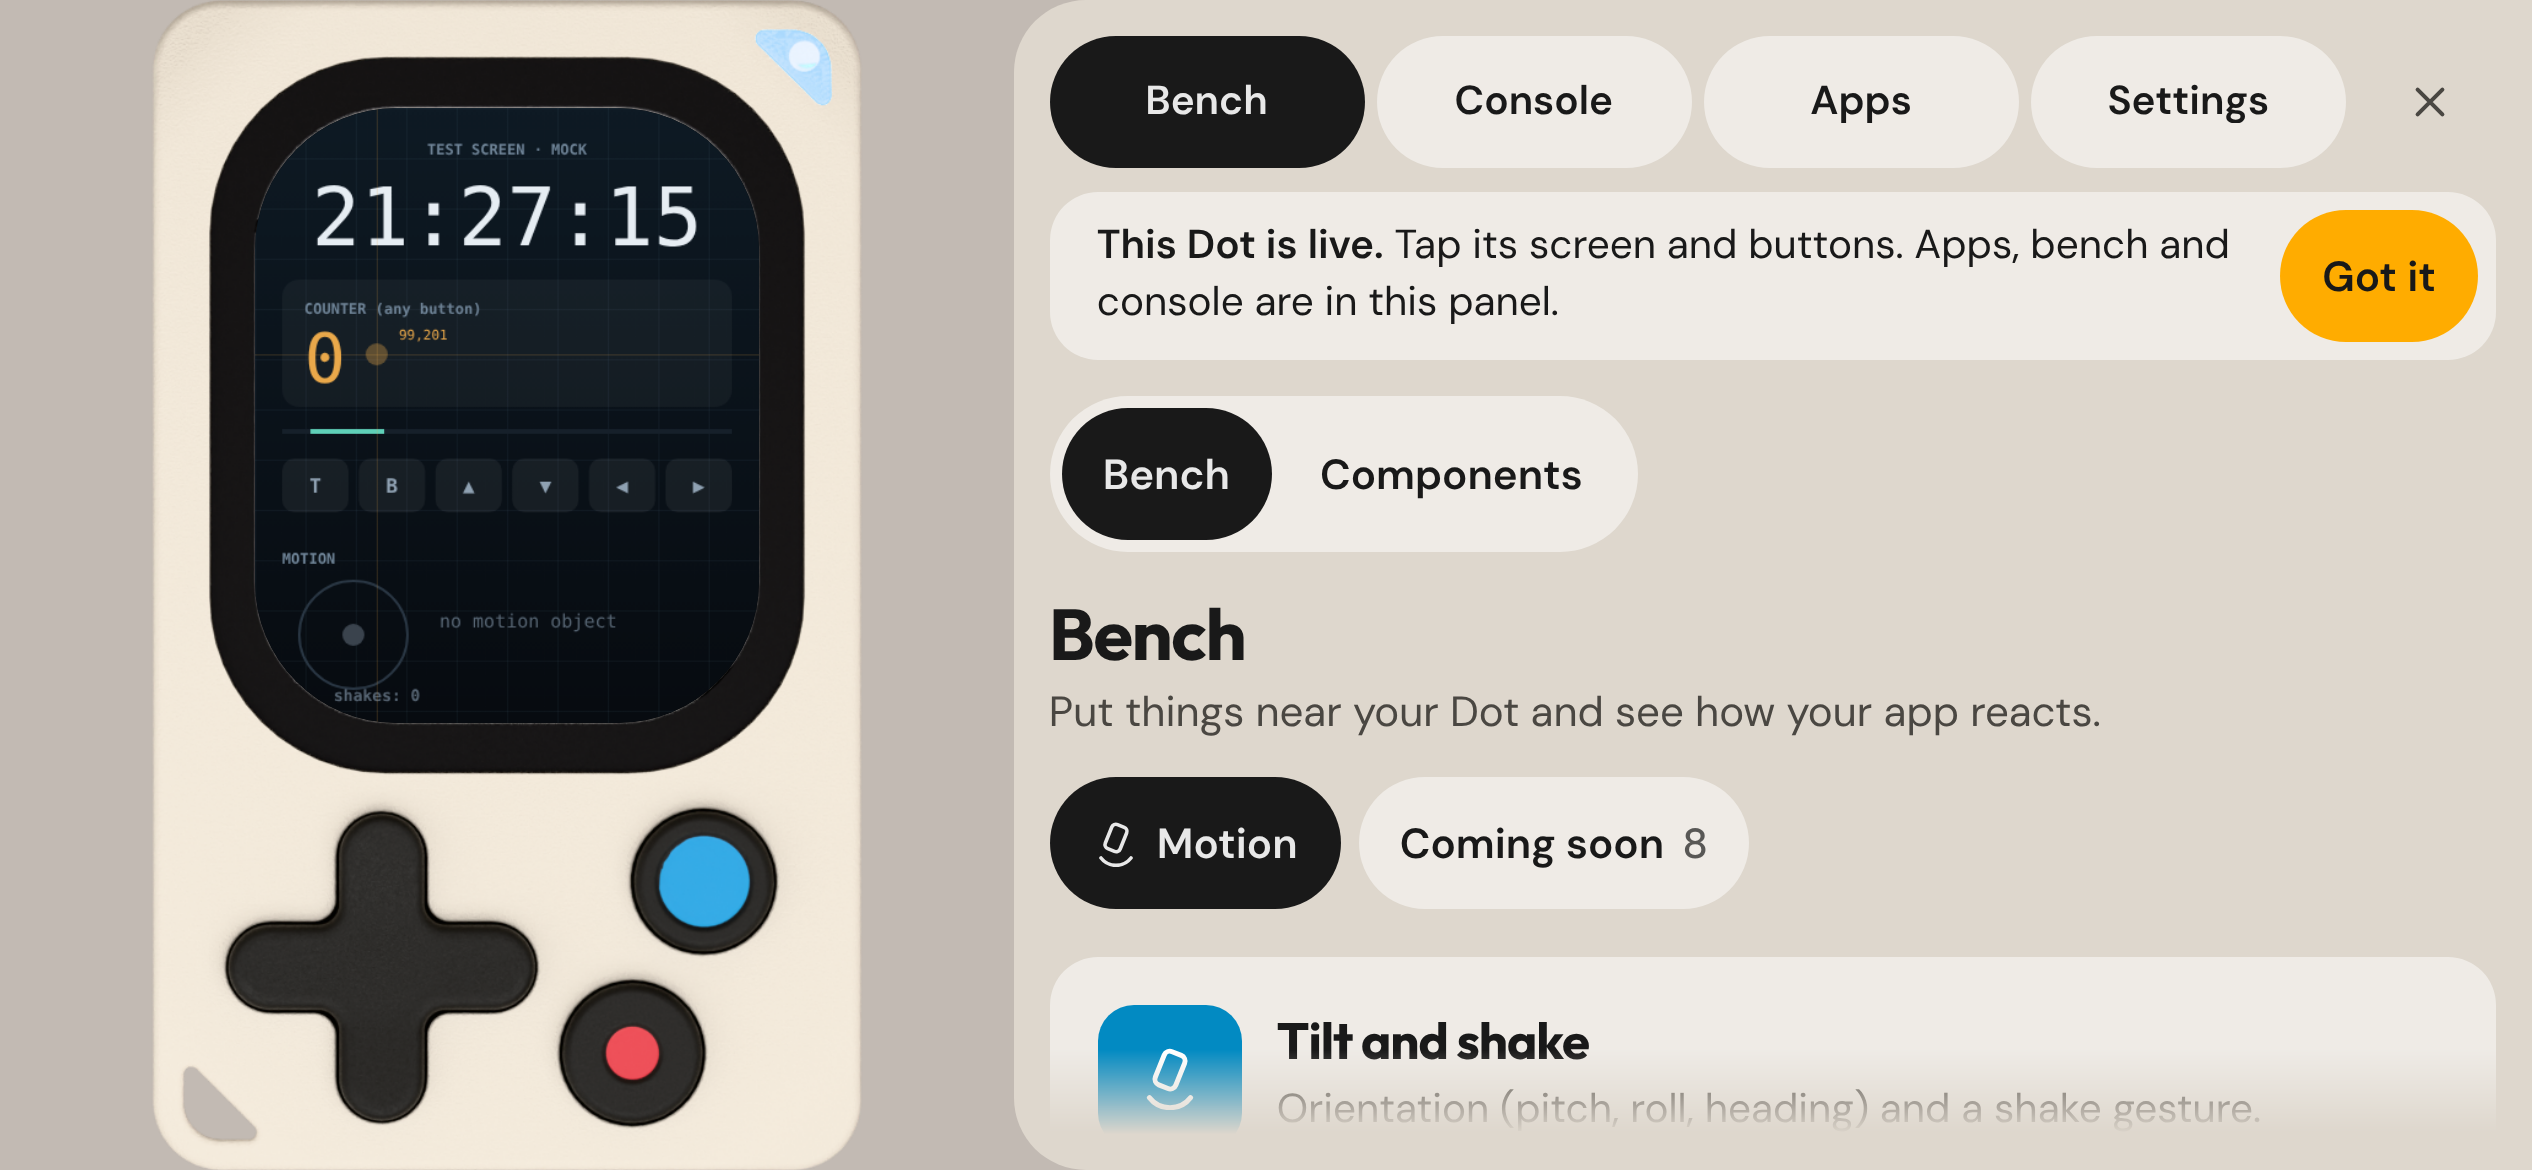 TEST SCREEN · MOCK
21:27:15
COUNTER (any button)
99,201
0
T B ▲ ▼ ◀ ▶
MOTION
no motion object
shakes: 0
Bench
Console
Apps
Settings
This Dot is live. Tap its screen and buttons. Apps, bench and
console are in this panel.
Got it
Bench
Components
Bench
Put things near your Dot and see how your app reacts.
Motion
Coming soon 8
Tilt and shake
Orientation (pitch, roll, heading) and a shake gesture.